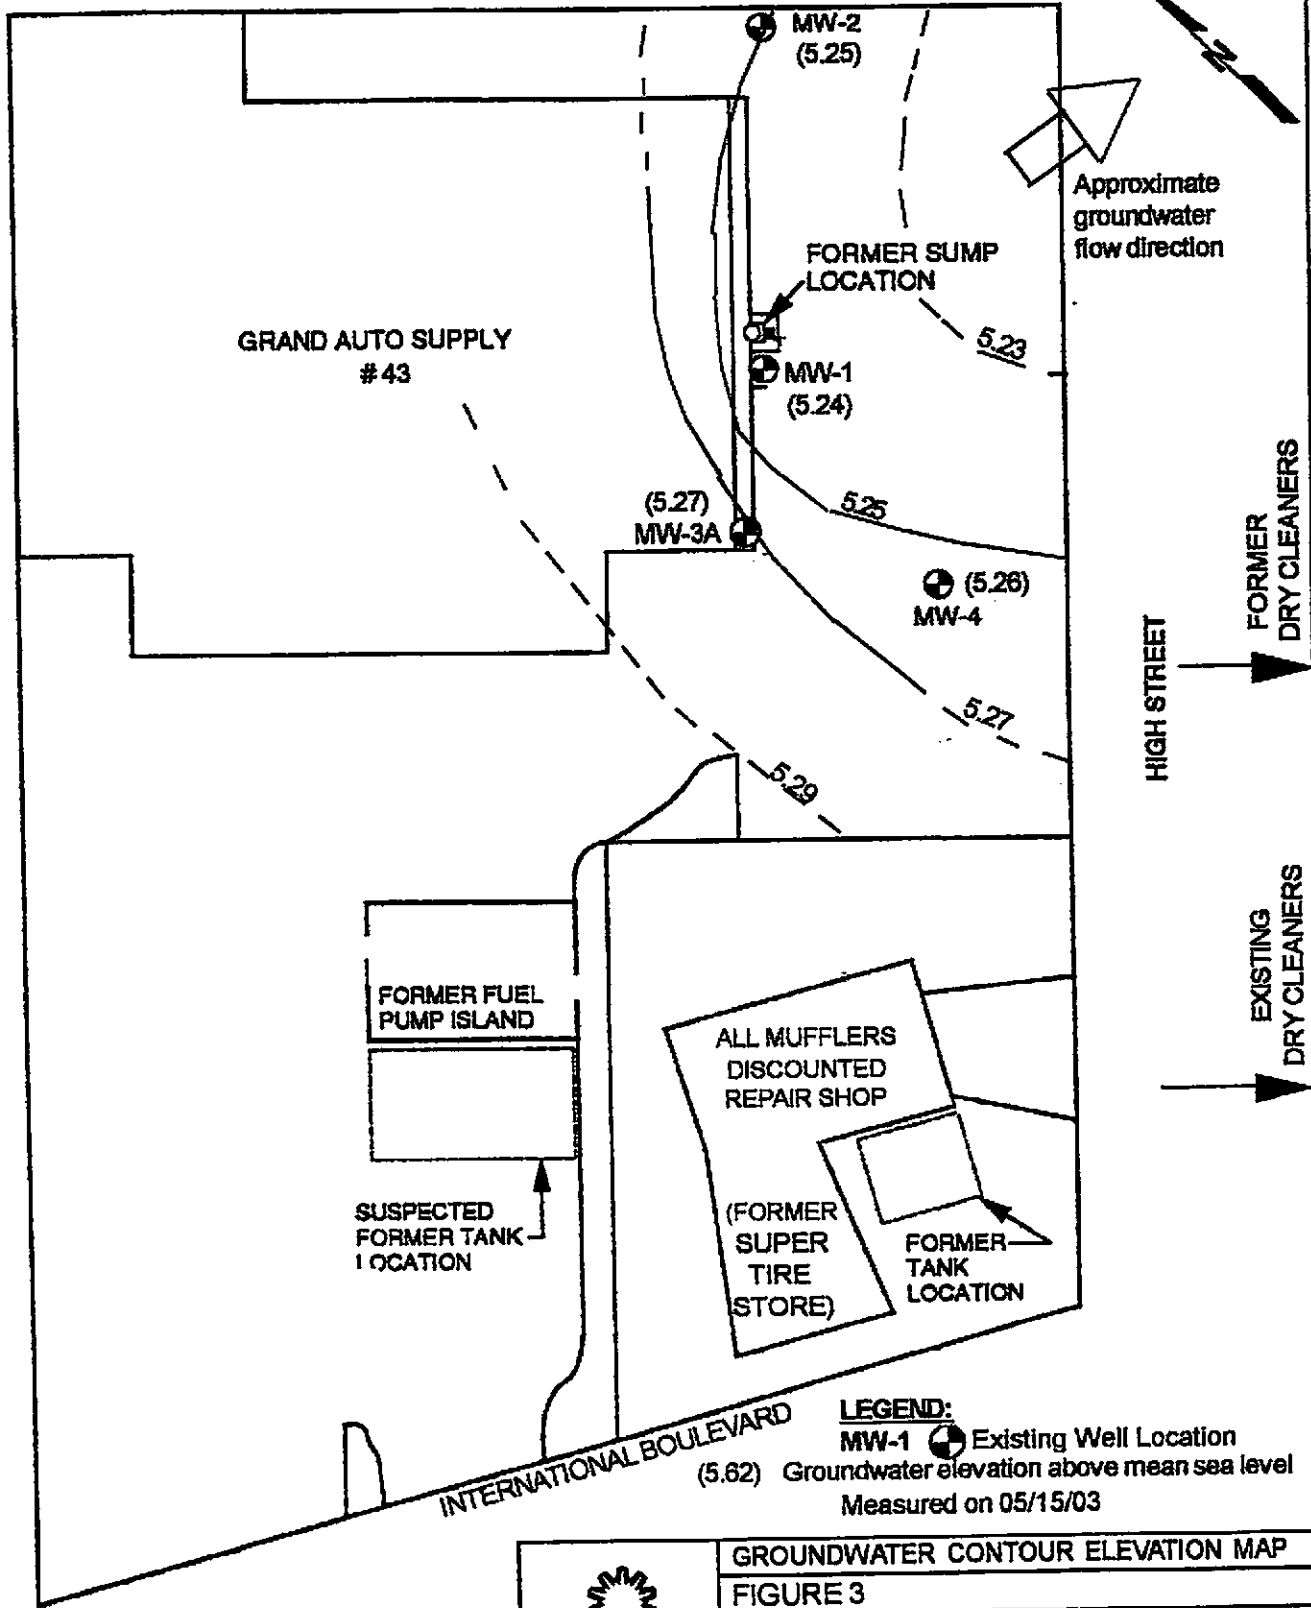 MW-2
(5.25)
N
Approximate
groundwater
flow direction
FORMER SUMP
LOCATION
GRAND AUTO SUPPLY
#43
5.23
MW-1
(5.24)
(5.27)
MW-3A
5.25
(5.26)
MW-4
FORMER
DRY CLEANERS
HIGH STREET
5.27
5.29
EXISTING
DRY CLEANERS
FORMER FUEL
PUMP ISLAND
ALL MUFFLERS
DISCOUNTED
REPAIR SHOP
SUSPECTED
FORMER TANK
LOCATION
(FORMER
SUPER
TIRE
STORE)
FORMER
TANK
LOCATION
INTERNATIONAL BOULEVARD
LEGEND:
MW-1 Existing Well Location
(5.62) Groundwater elevation above mean sea level
Measured on 05/15/03
GROUNDWATER CONTOUR ELEVATION MAP
FIGURE 3